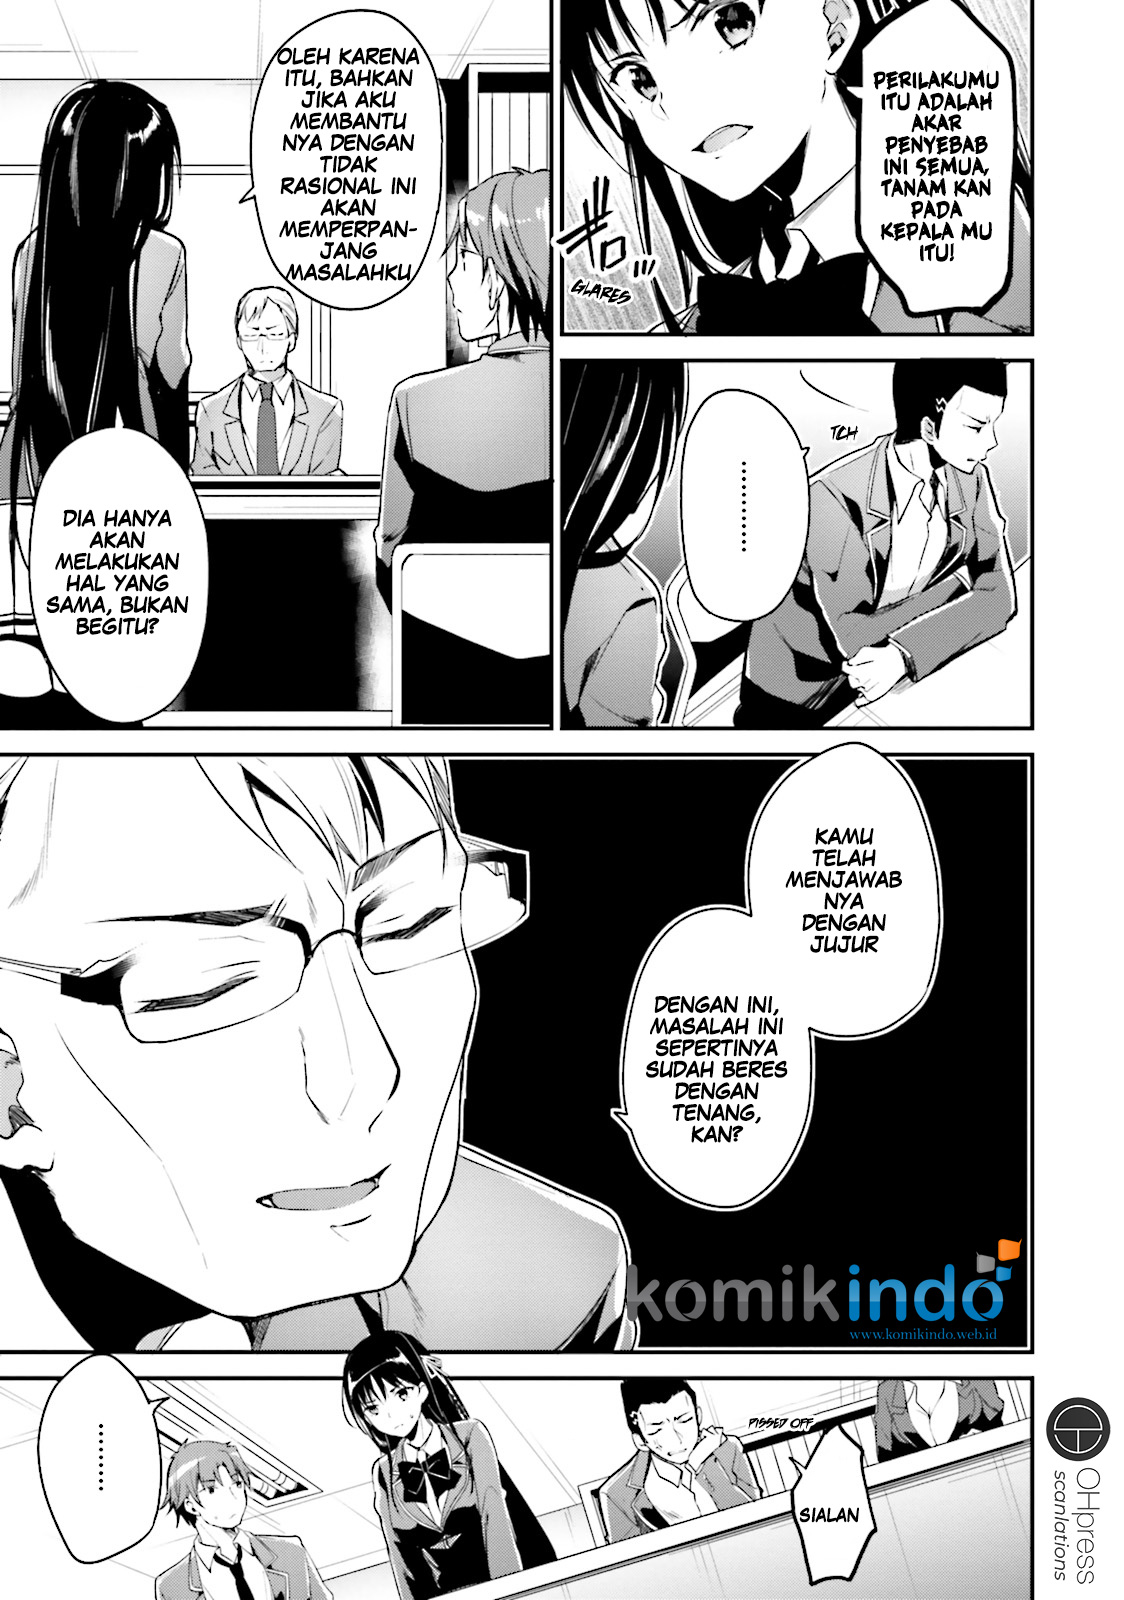 PERILAKUMU
ITU ADALAH
AKAR
PENYEBAB
INI SEMUA,
TANAM KAN
PADA
KEPALA MU
ITU!
GLARES
TCH
OLEH KARENA
ITU, BAHKAN
JIKA AKU
MEMBANTU
NYA DENGAN
TIDAK
RASIONAL INI
AKAN
MEMPERPAN-
JANG
MASALAHKU
DIA HANYA
AKAN
MELAKUKAN
HAL YANG
SAMA, BUKAN
BEGITU?
KAMU
TELAH
MENJAWAB
NYA
DENGAN
JUJUR
DENGAN INI,
MASALAH INI
SEPERTINYA
SUDAH BERES
DENGAN
TENANG,
KAN?
komikindo
www.komikindo.web.id
PISSED OFF
SIALAN
OHpress
scanlations